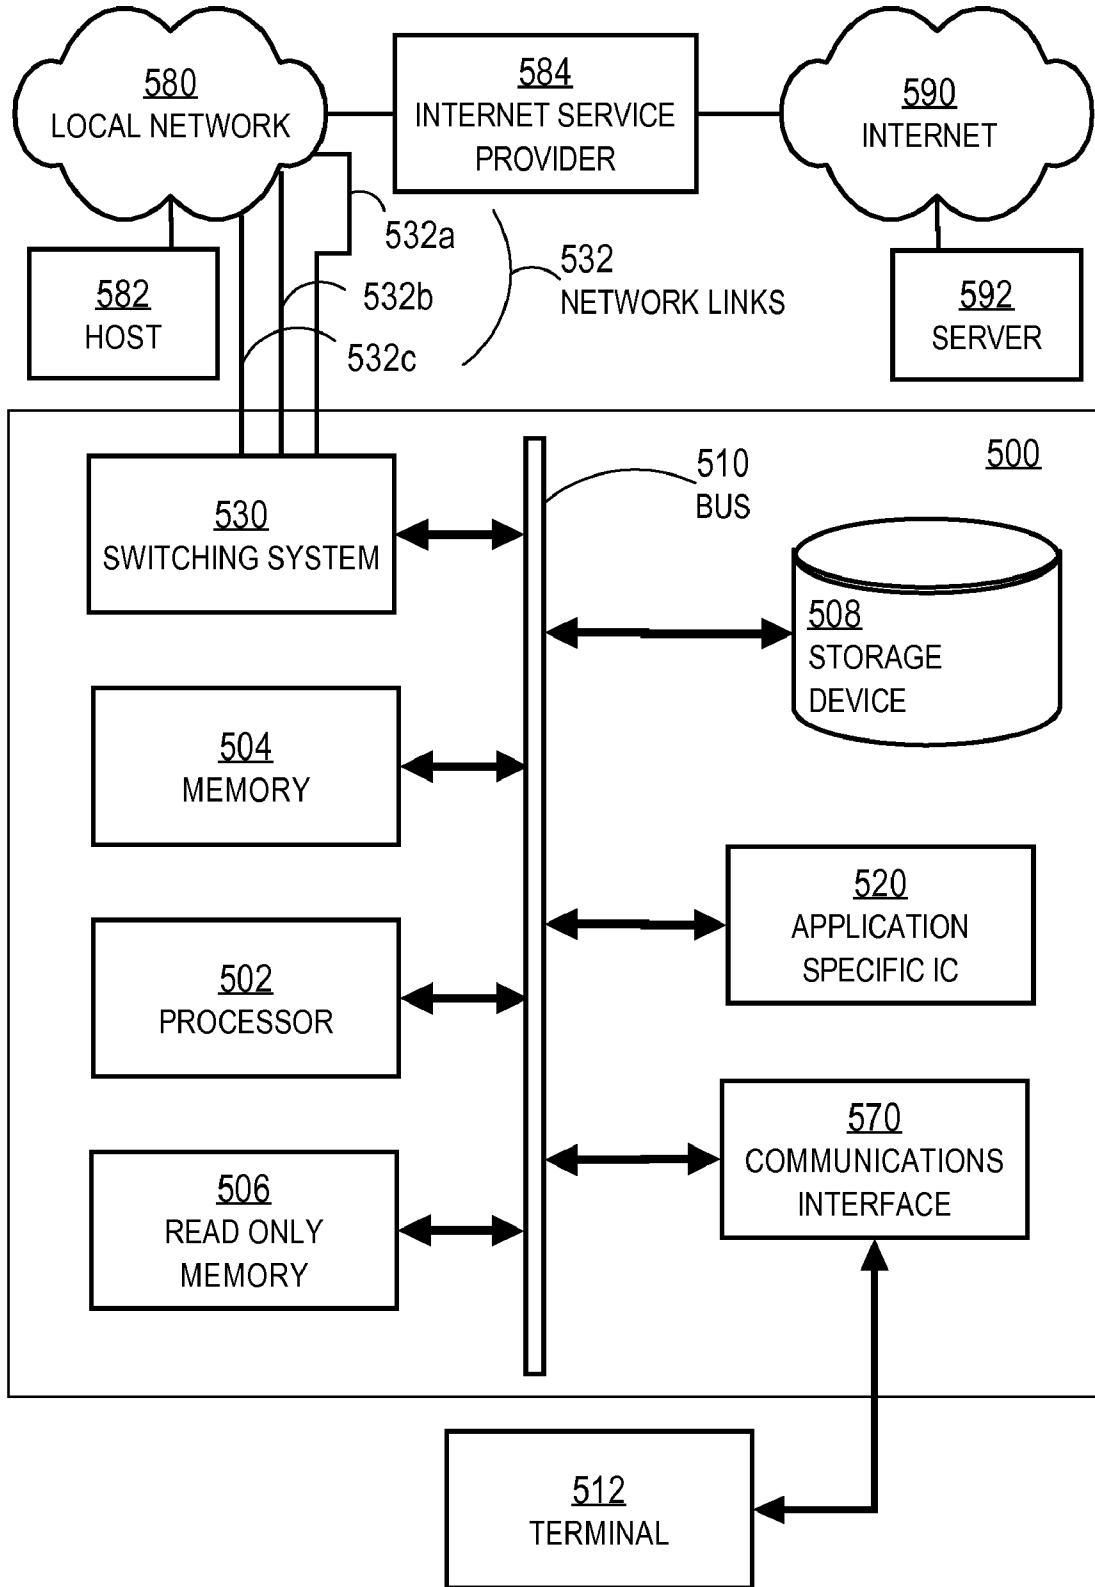 580
LOCAL NETWORK
584
INTERNET SERVICE
PROVIDER
590
INTERNET
532a
532
NETWORK LINKS
532b
532c
582
HOST
592
SERVER
500
510
BUS
530
SWITCHING SYSTEM
508
STORAGE
DEVICE
504
MEMORY
520
APPLICATION
SPECIFIC IC
502
PROCESSOR
570
COMMUNICATIONS
INTERFACE
506
READ ONLY
MEMORY
512
TERMINAL